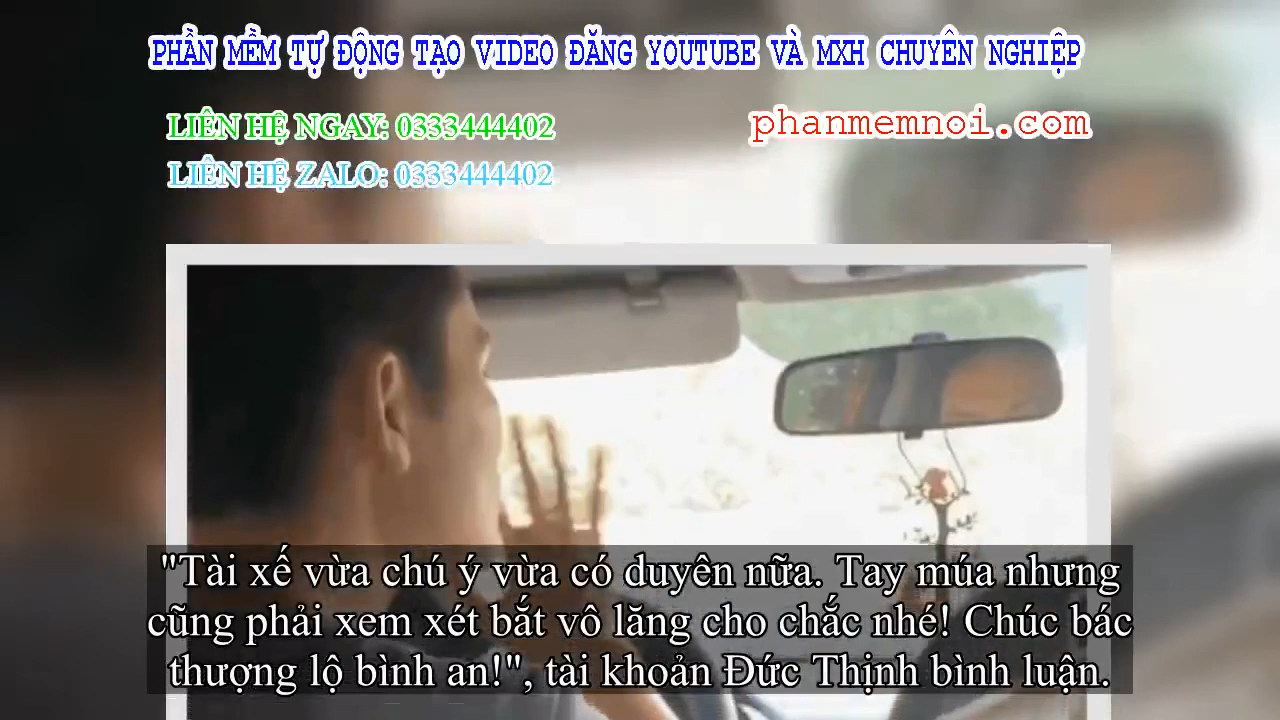 PHẦN MỀM TỰ ĐỘNG TẠO VIDEO ĐĂNG YOUTUBE VÀ MXH CHUYÊN NGHIỆP
LIÊN HỆ NGAY: 0333444402
phanmemnoi.com
LIÊN HỆ ZALO: 0333444402
"Tài xế vừa chú ý vừa có duyên nữa. Tay múa nhưng
cũng phải xem xét bắt vô lăng cho chắc nhé! Chúc bác
thượng lộ bình an!", tài khoản Đức Thịnh bình luận.